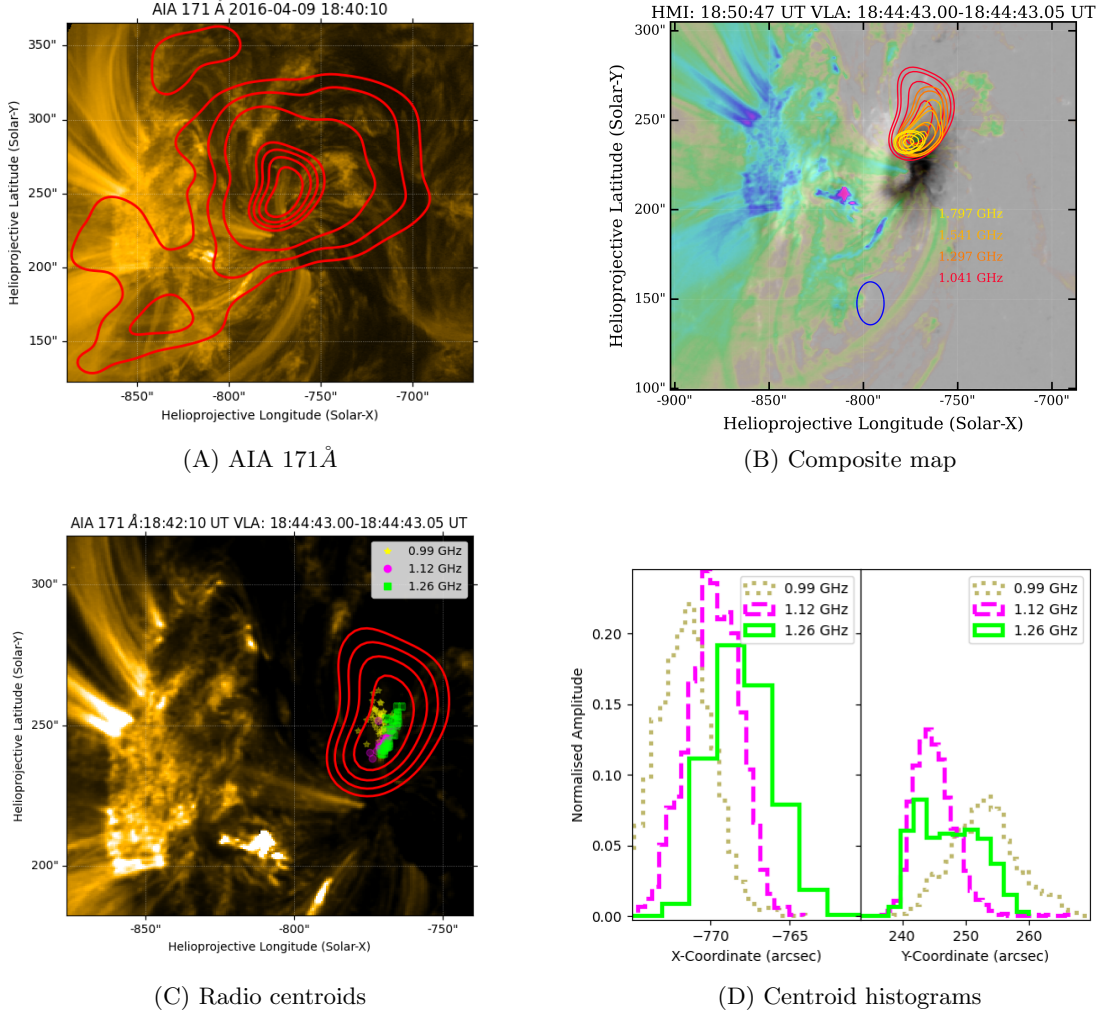 AIA 171 Å 2016-04-09 18:40:10
350"
300"
250"
200"
150"
-850" -800" -750" -700"
Helioprojective Longitude (Solar-X)
Helioprojective Latitude (Solar-Y)
(A) AIA 171Å
HMI: 18:50:47 UT VLA: 18:44:43.00-18:44:43.05 UT
300"
250"
200"
150"
100"
1.797 GHz
GHz
GHz
1.041 GHz
-900" -850" -800" -750" -700"
Helioprojective Longitude (Solar-X)
Helioprojective Latitude (Solar-Y)
(B) Composite map
AIA 171 Å:18:42:10 UT VLA: 18:44:43.00-18:44:43.05 UT
0.99 GHz
1.12 GHz
1.26 GHz
300"
250"
200"
-850" -800" -750"
Helioprojective Longitude (Solar-X)
Helioprojective Latitude (Solar-Y)
(C) Radio centroids
0.99 GHz
1.12 GHz
1.26 GHz
0.99 GHz
1.12 GHz
1.26 GHz
0.20
0.15
0.10
0.05
0.00
Normalised Amplitude
−770 −765
240 250 260
X-Coordinate (arcsec)
Y-Coordinate (arcsec)
(D) Centroid histograms